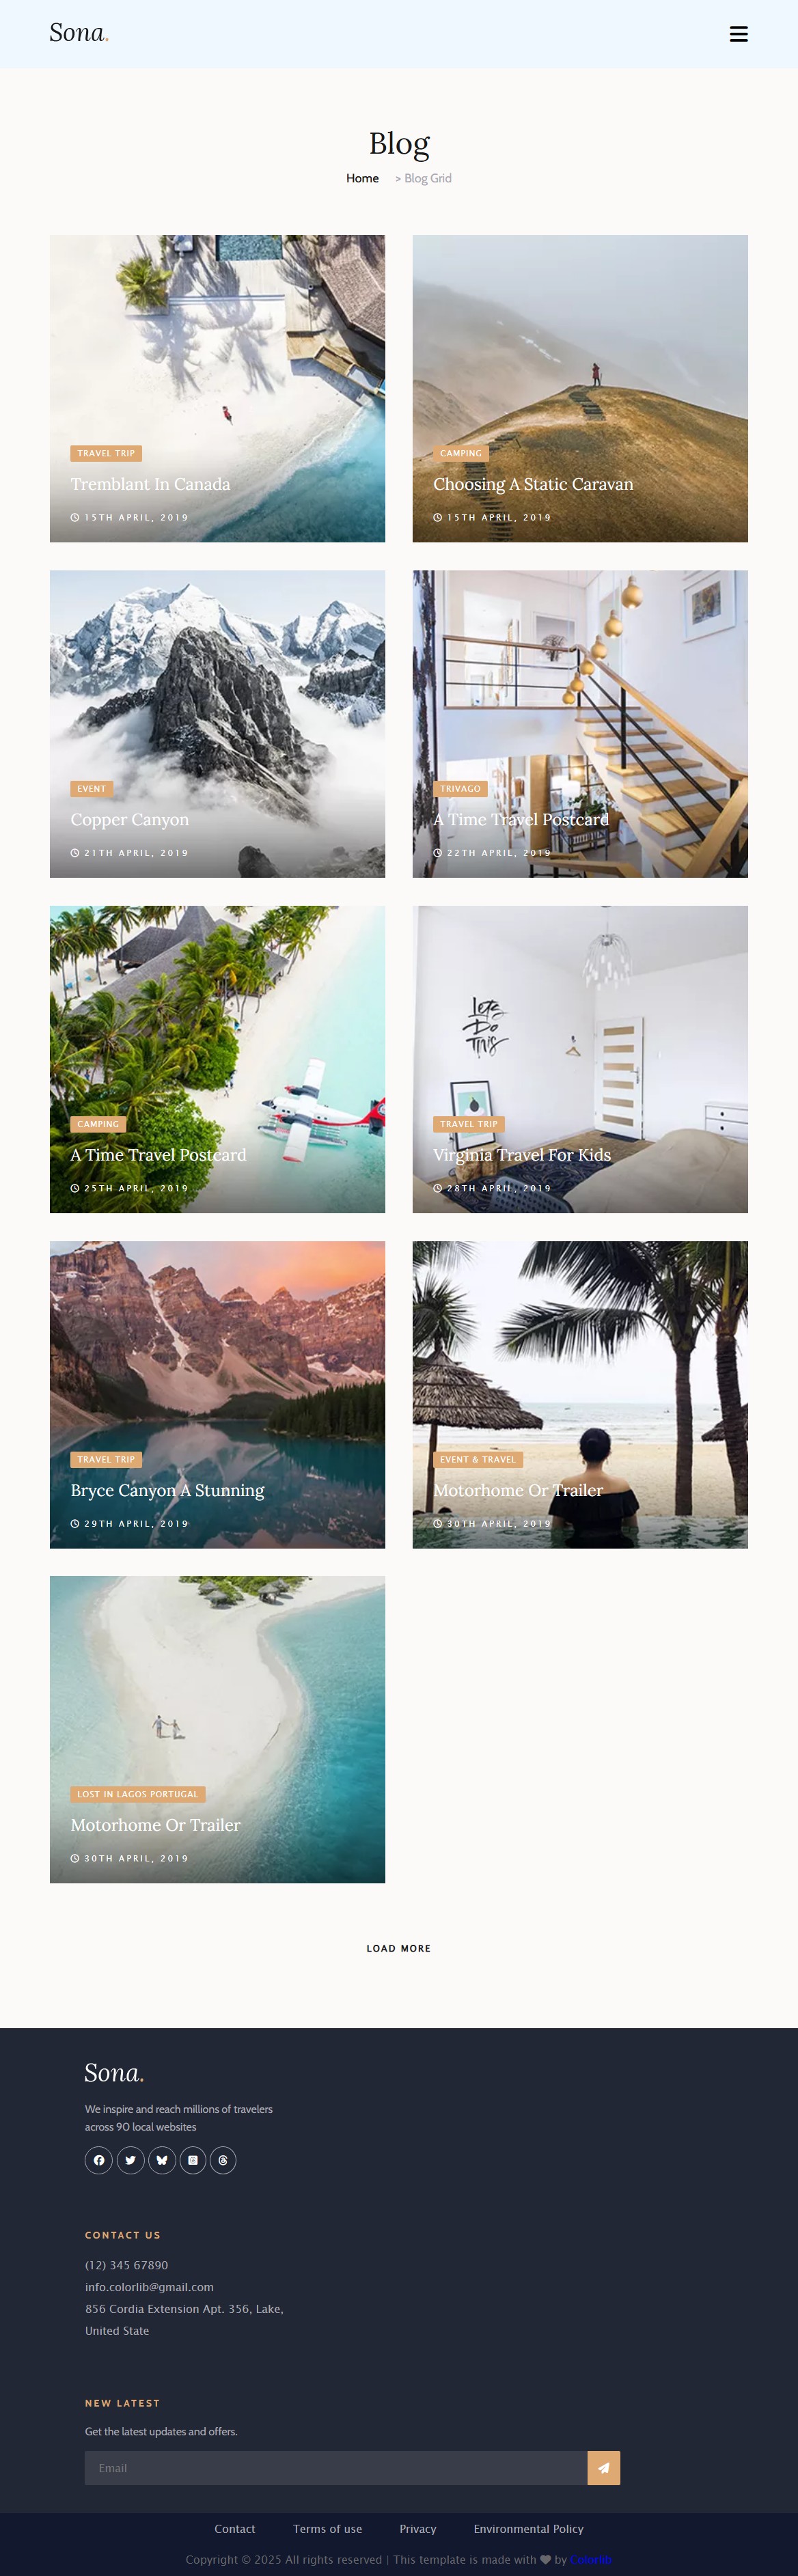 Sona.
Blog
Home > Blog Grid
TRAVEL TRIP
Tremblant In Canada
15TH APRIL, 2019
CAMPING
Choosing A Static Caravan
15TH APRIL, 2019
EVENT
Copper Canyon
21TH APRIL, 2019
TRIVAGO
A Time Travel Postcard
22TH APRIL, 2019
CAMPING
A Time Travel Postcard
25TH APRIL, 2019
Lets
Do
This
TRAVEL TRIP
Virginia Travel For Kids
28TH APRIL, 2019
TRAVEL TRIP
Bryce Canyon A Stunning
29TH APRIL, 2019
EVENT & TRAVEL
Motorhome Or Trailer
30TH APRIL, 2019
LOST IN LAGOS PORTUGAL
Motorhome Or Trailer
30TH APRIL, 2019
LOAD MORE
Sona.
We inspire and reach millions of travelers
across 90 local websites
CONTACT US
(12) 345 67890
info.colorlib@gmail.com
856 Cordia Extension Apt. 356, Lake,
United State
NEW LATEST
Get the latest updates and offers.
Email
Contact Terms of use Privacy Environmental Policy
Copyright © 2025 All rights reserved | This template is made with ♥ by Colorlib